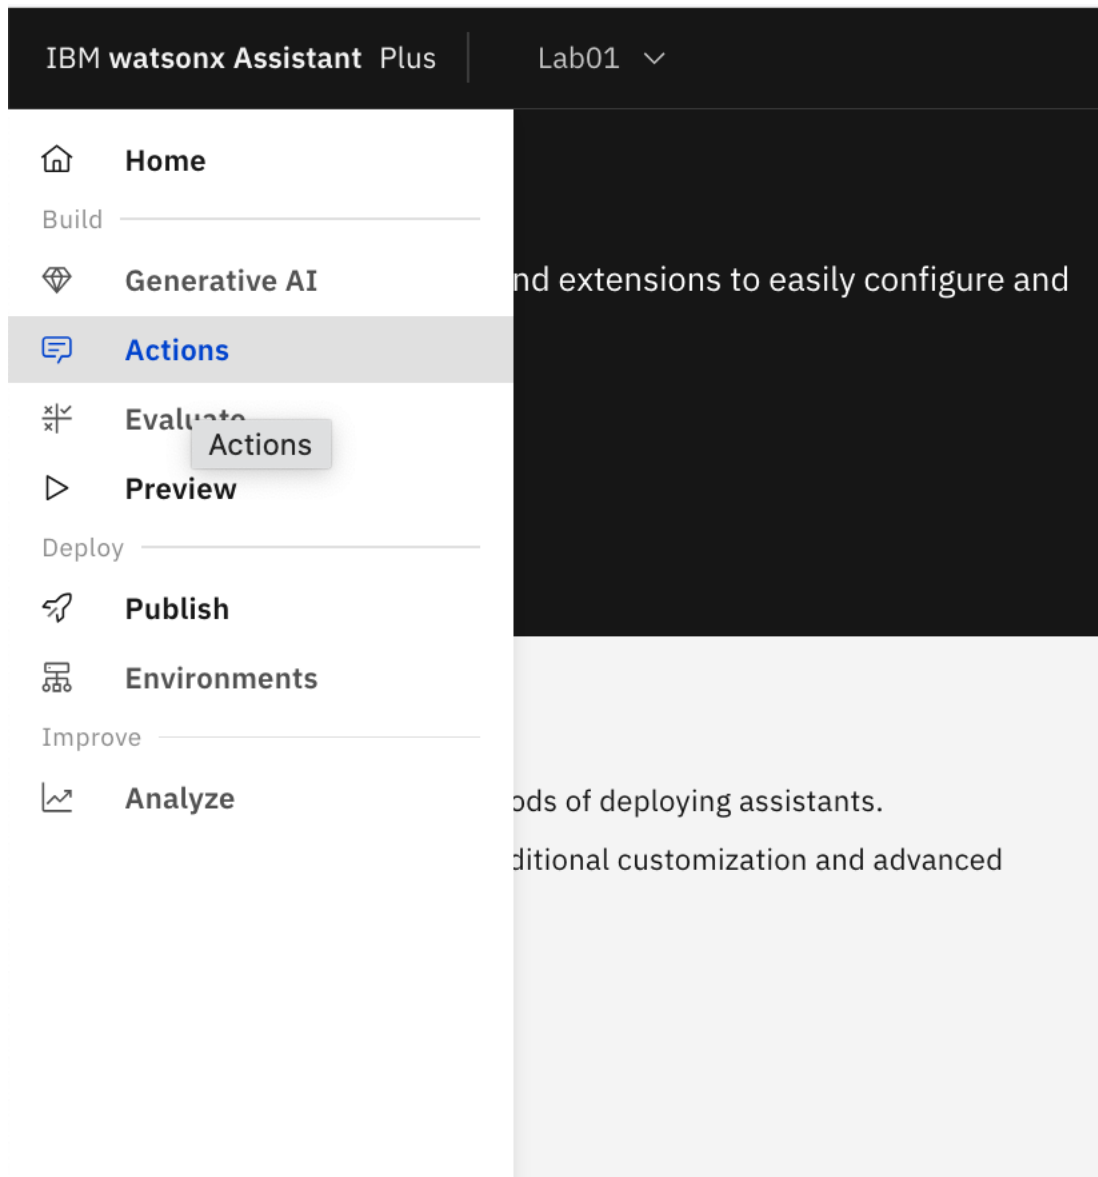 IBM watsonx Assistant Plus
Lab01
Home
Build
Generative AI
nd extensions to easily configure and
Actions
Evaluate
Actions
Preview
Deploy
Publish
Environments
Improve
Analyze
ods of deploying assistants.
ditional customization and advanced